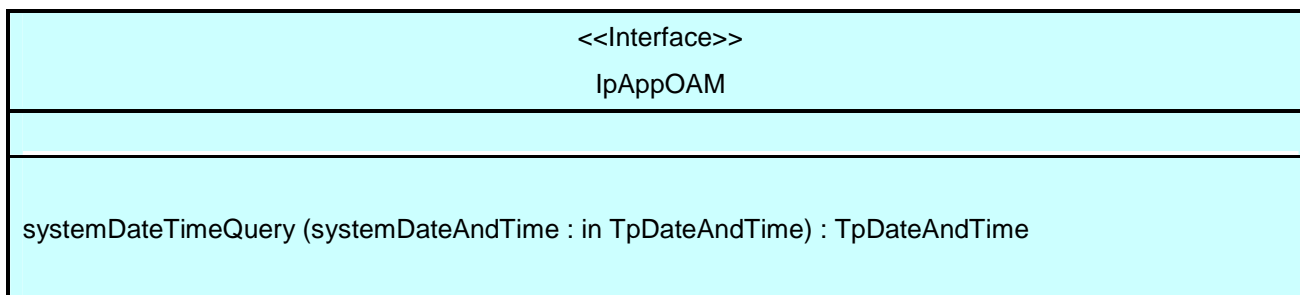 <<Interface>>
IpAppOAM
systemDateTimeQuery (systemDateAndTime : in TpDateAndTime) : TpDateAndTime